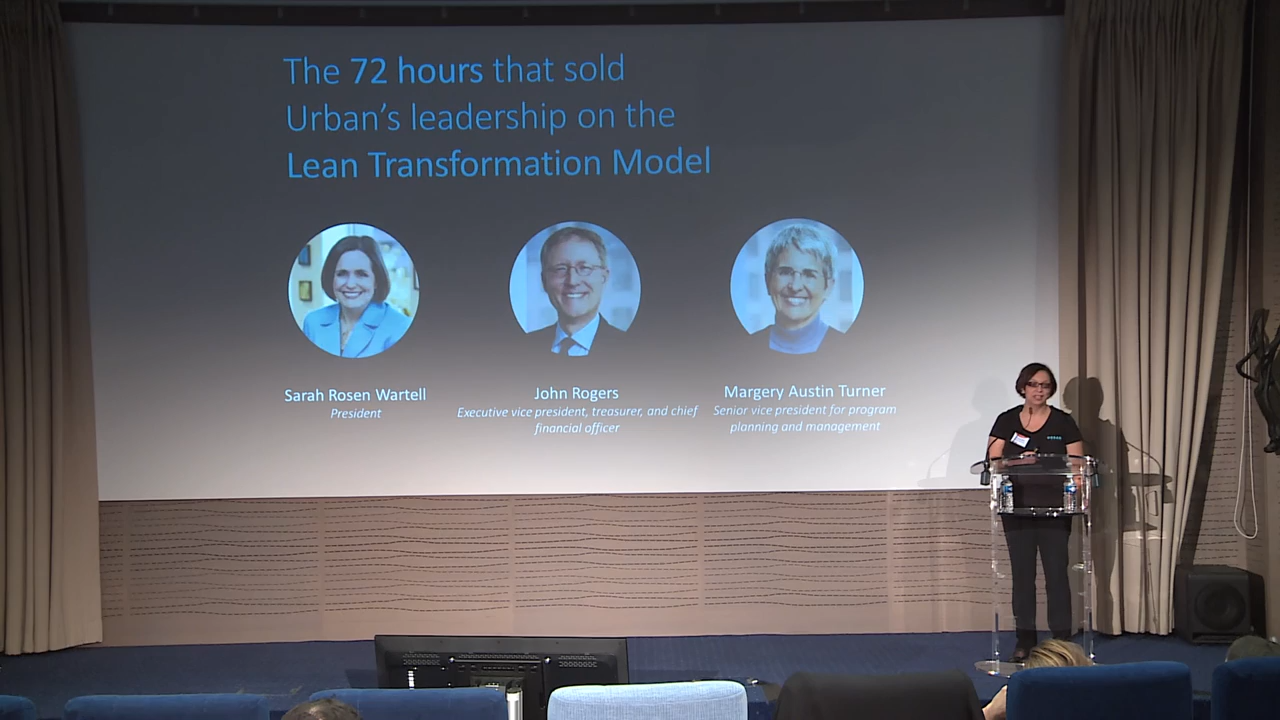 The 72 hours that sold
Urban's leadership on the
Lean Transformation Model
Sarah Rosen Wartell
President
John Rogers
Executive vice president, treasurer, and chief
financial officer
Margery Austin Turner
Senior vice president for program
planning and management